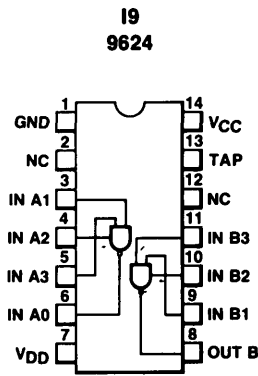 I9
9624
1 14
GND VCC
2 13
NC TAP
3 12
IN A1 NC
4 11
IN A2 IN B3
5 10
IN A3 IN B2
6 9
IN A0 IN B1
7 8
VDD OUT B